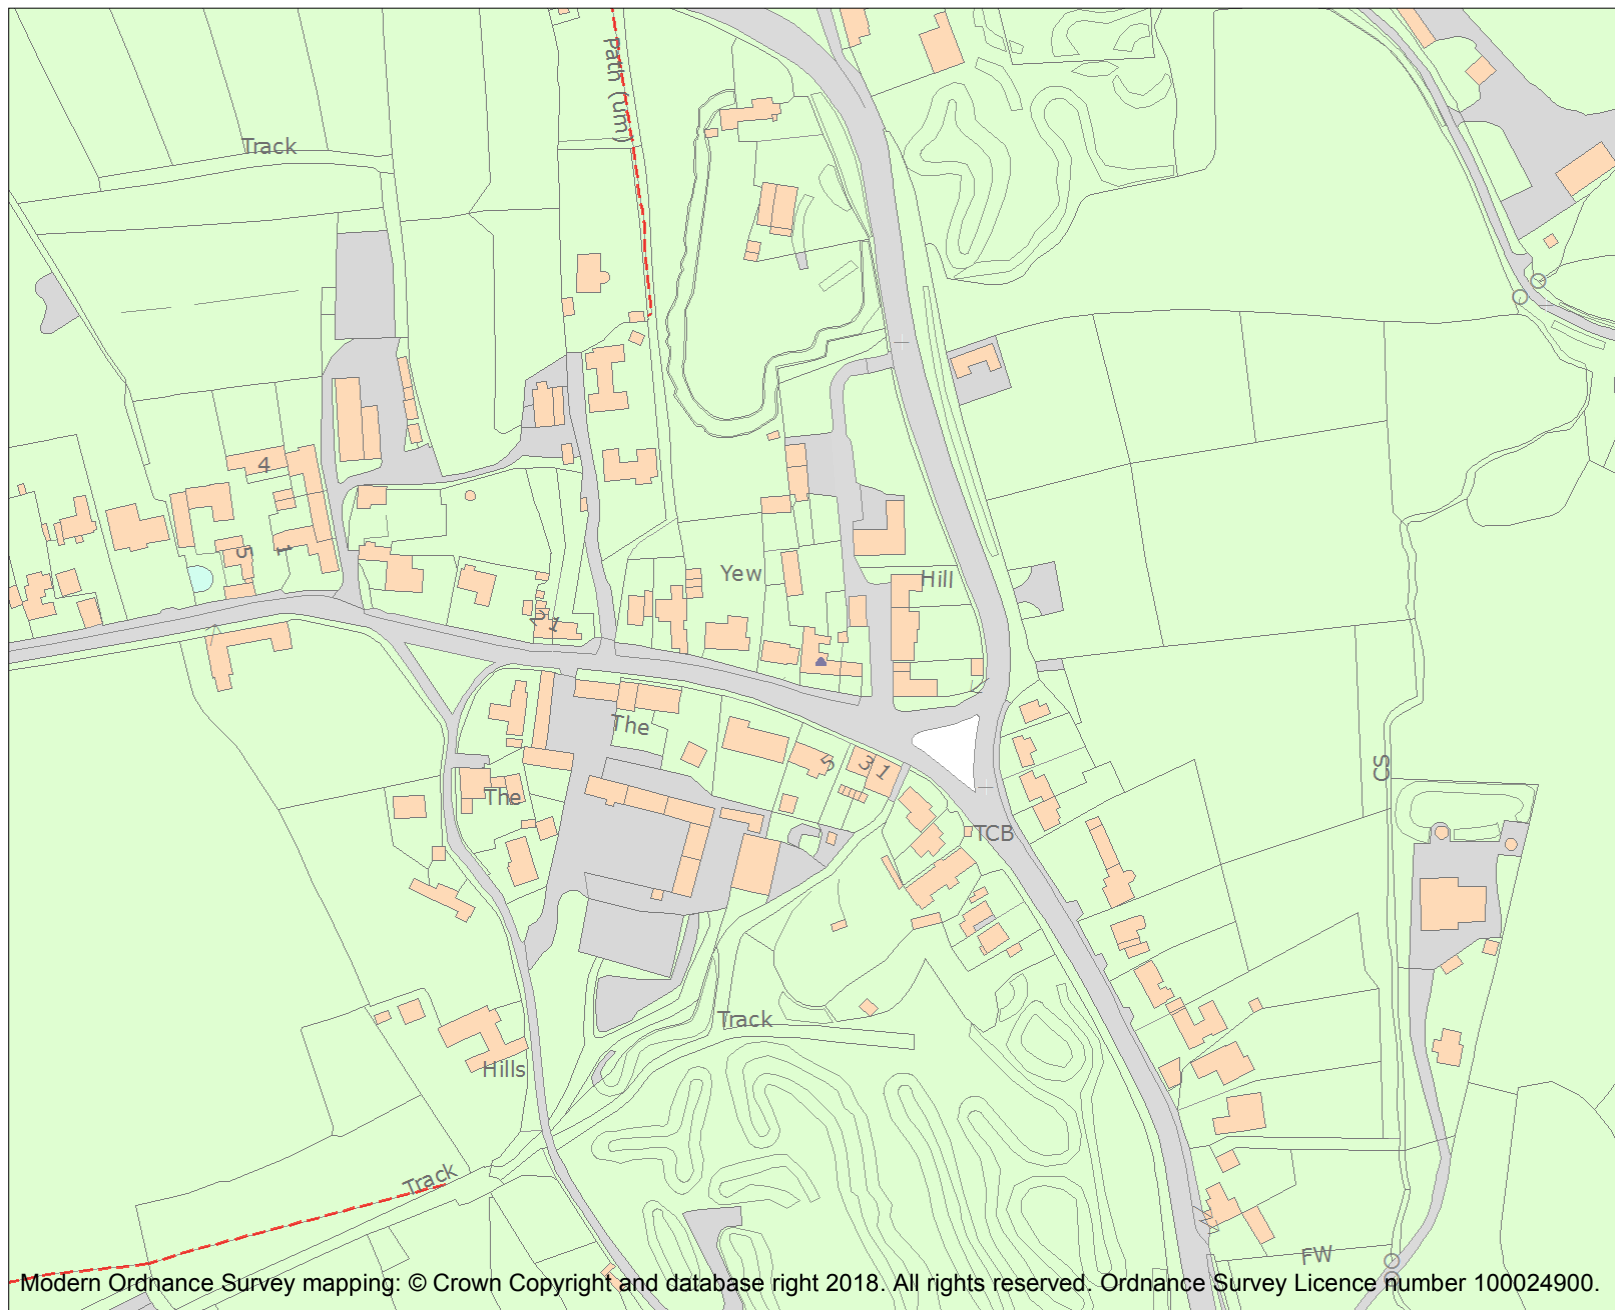 Path (um)
Track
4
5
1
Yew
Hill
2 1
The
5
3 1
The
TCB
CS
Track
Hills
Track
FW
Modern Ordnance Survey mapping: © Crown Copyright and database right 2018. All rights reserved. Ordnance Survey Licence number 100024900.